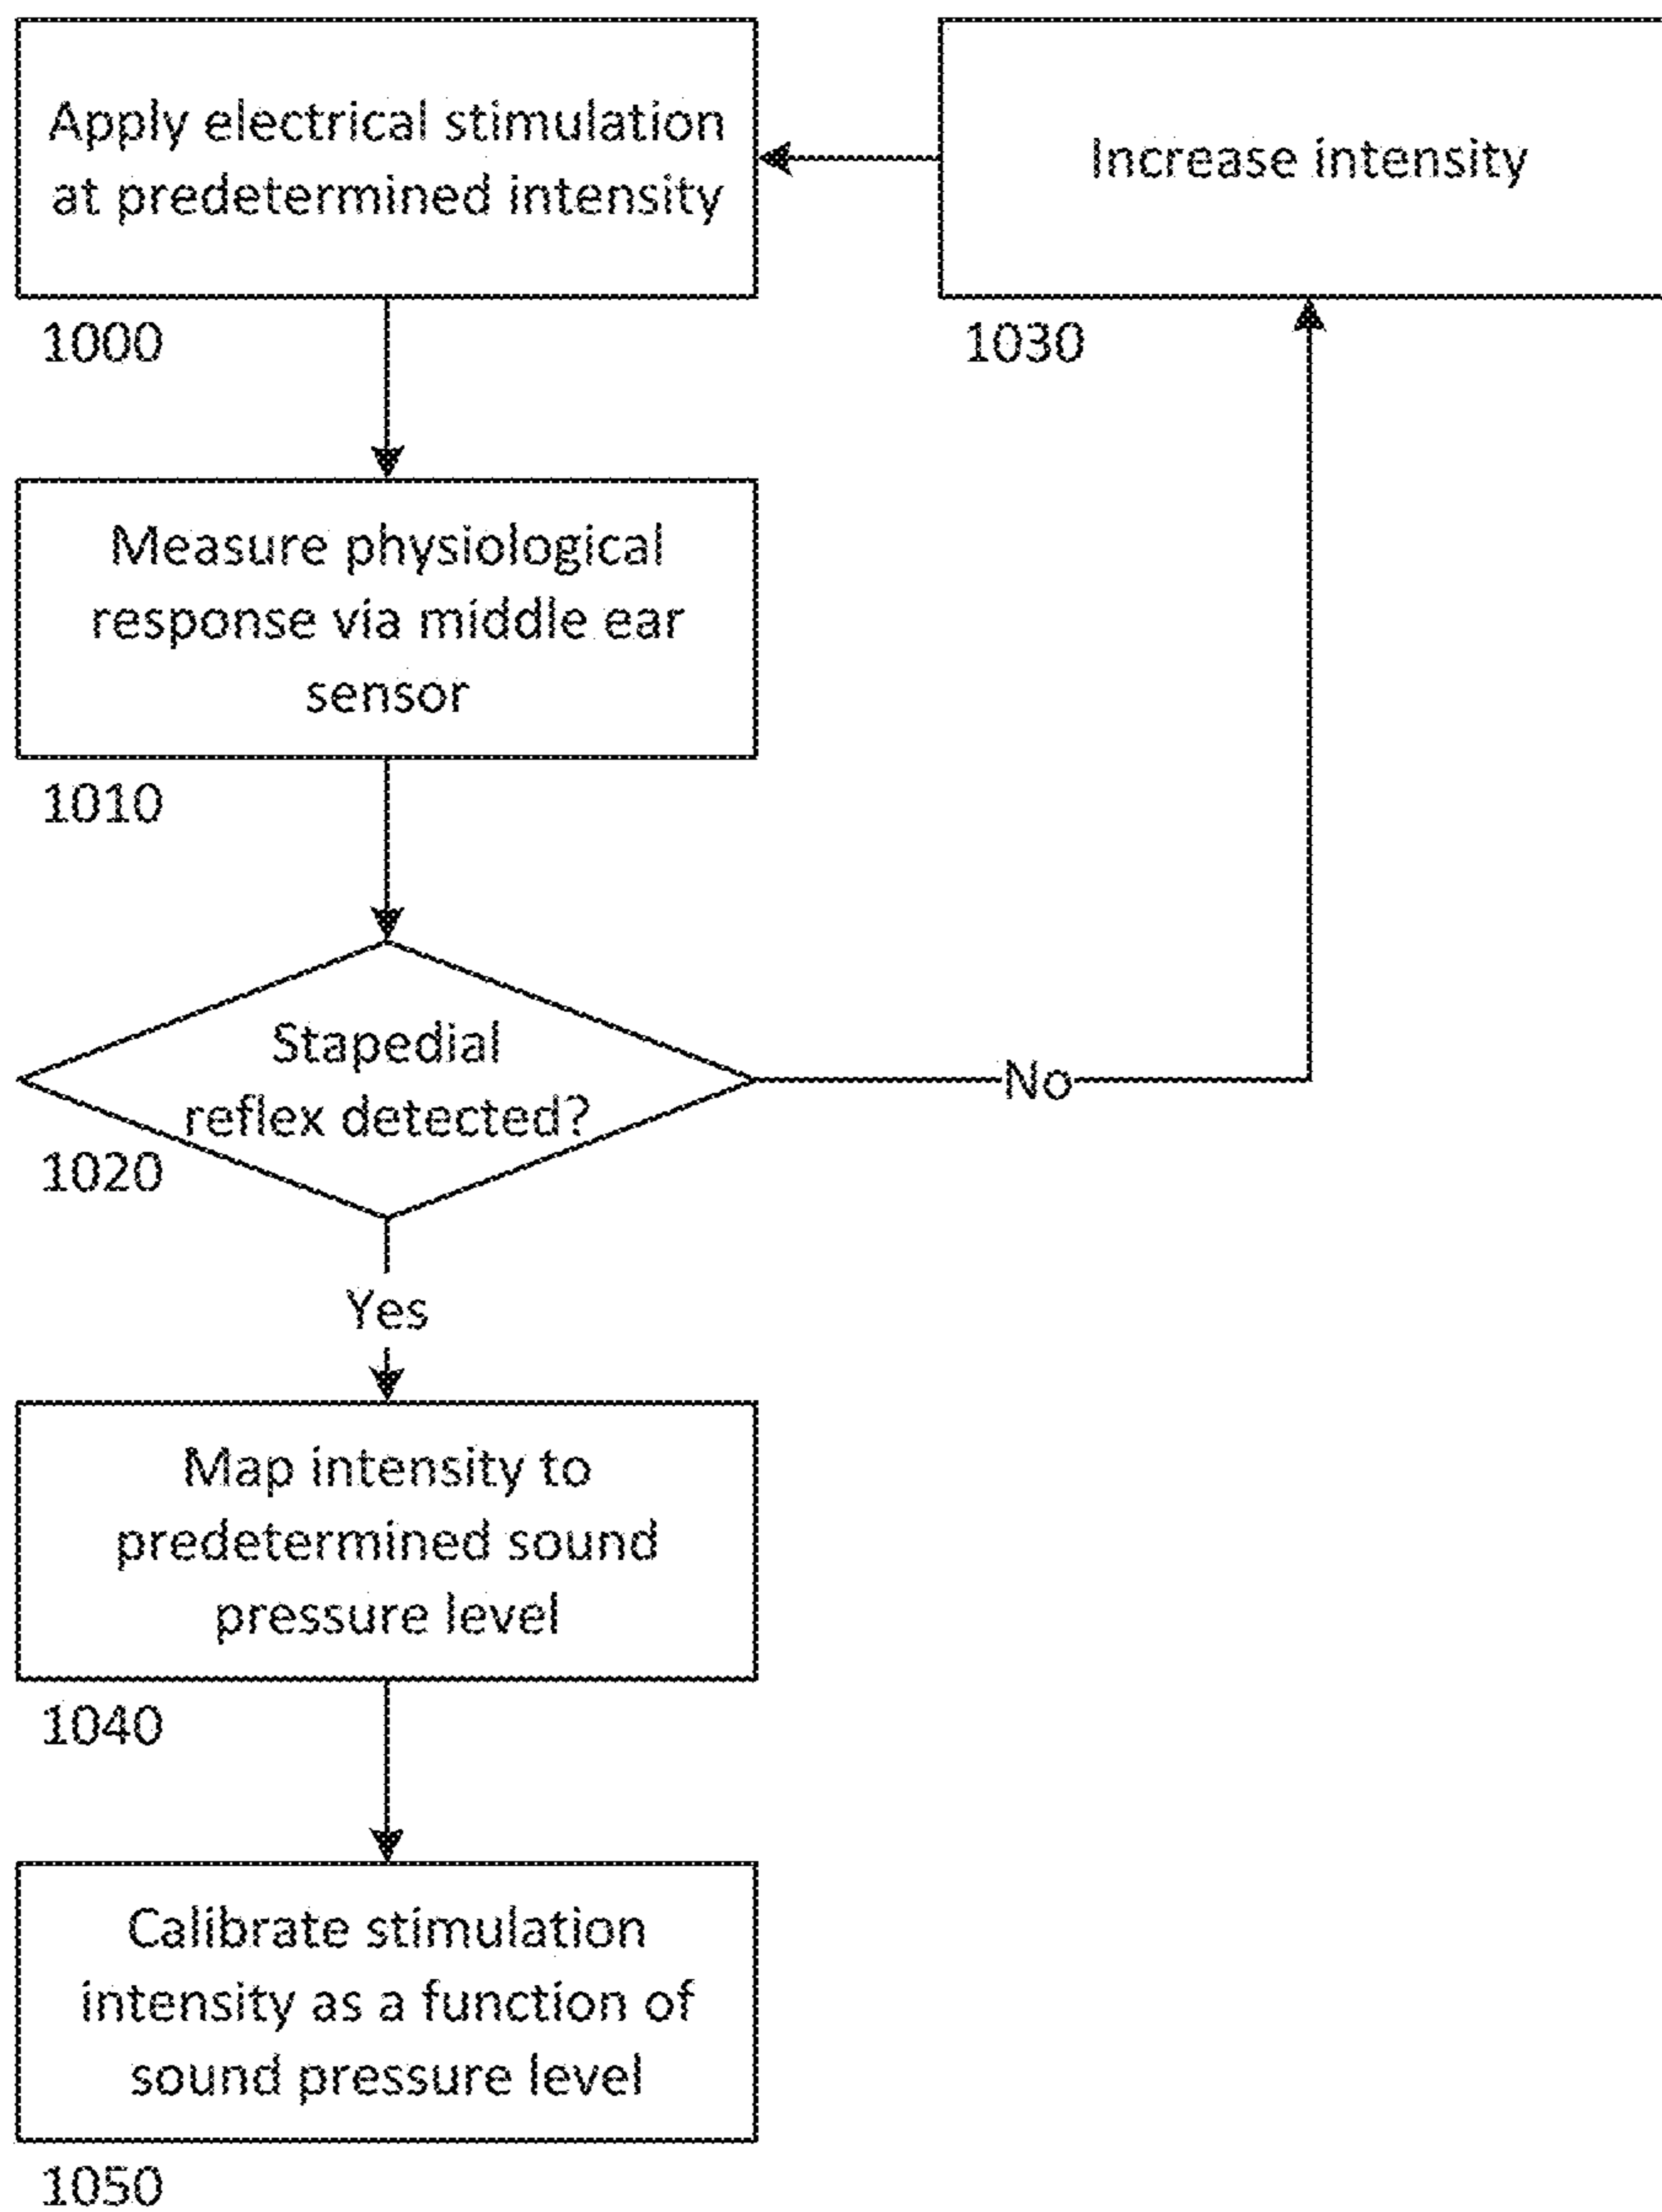 Apply electrical stimulation
at predetermined intensity
1000
Increase intensity
1030
Measure physiological
response via middle ear
sensor
1010
Stapedial
reflex detected?
1020
No
Yes
Map intensity to
predetermined sound
pressure level
1040
Calibrate stimulation
intensity as a function of
sound pressure level
1050